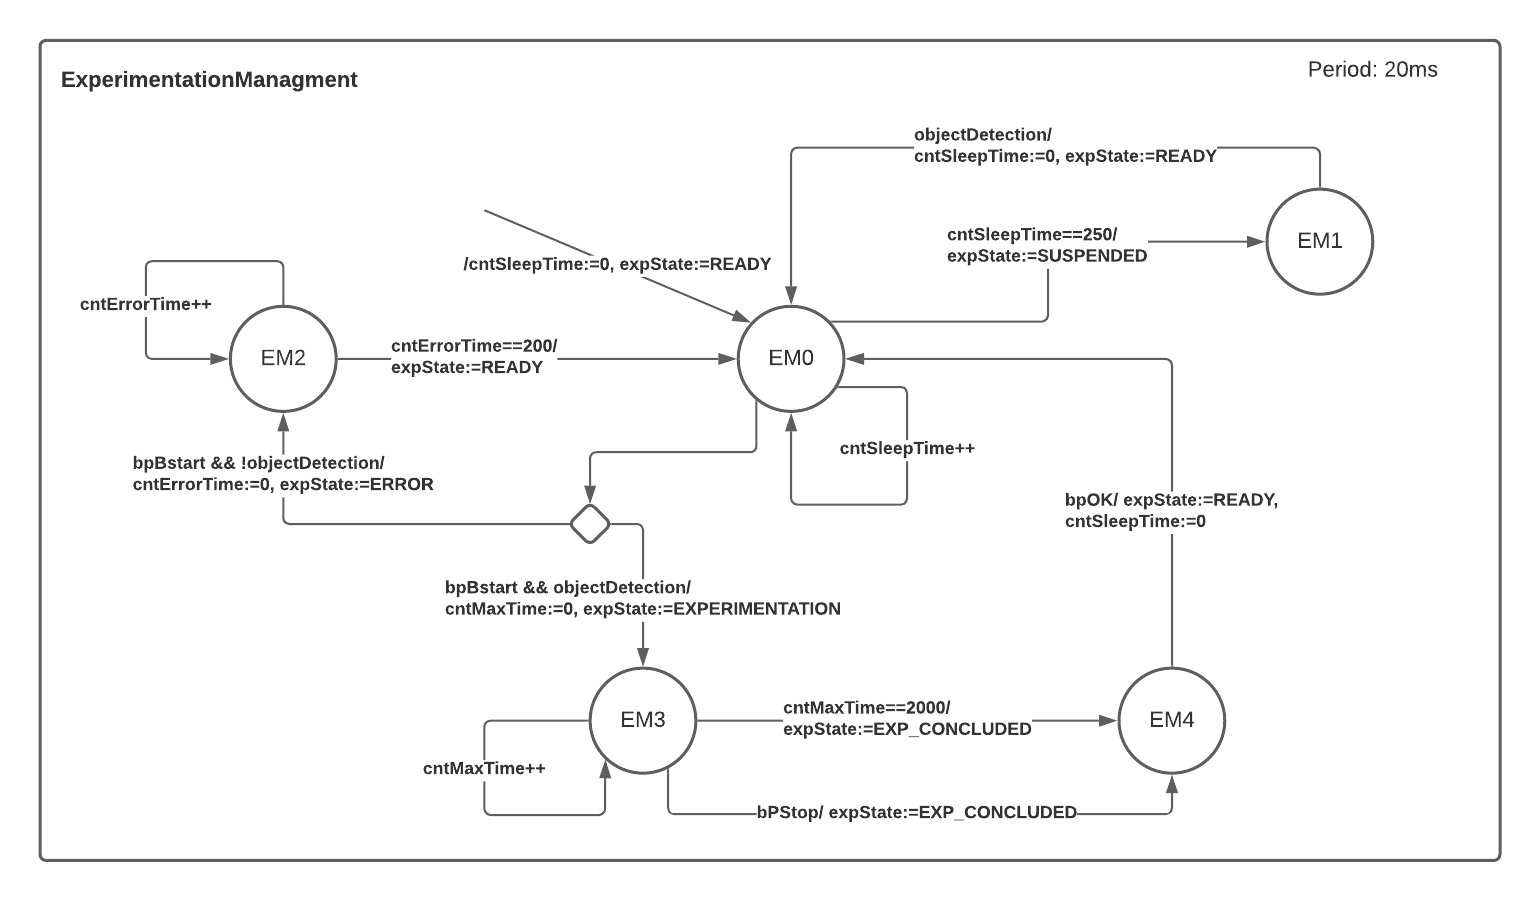 ExperimentationManagment
Period: 20ms
objectDetection/
cntSleepTime:=0, expState:=READY
cntSleepTime==250/
expState:=SUSPENDED
EM1
/cntSleepTime:=0, expState:=READY
cntErrorTime++
EM2
cntErrorTime==200/
expState:=READY
EM0
cntSleepTime++
bpBstart && !objectDetection/
cntErrorTime:=0, expState:=ERROR
bpOK/ expState:=READY,
cntSleepTime:=0
bpBstart && objectDetection/
cntMaxTime:=0, expState:=EXPERIMENTATION
EM3
cntMaxTime==2000/
expState:=EXP_CONCLUDED
EM4
cntMaxTime++
bPStop/ expState:=EXP_CONCLUDED